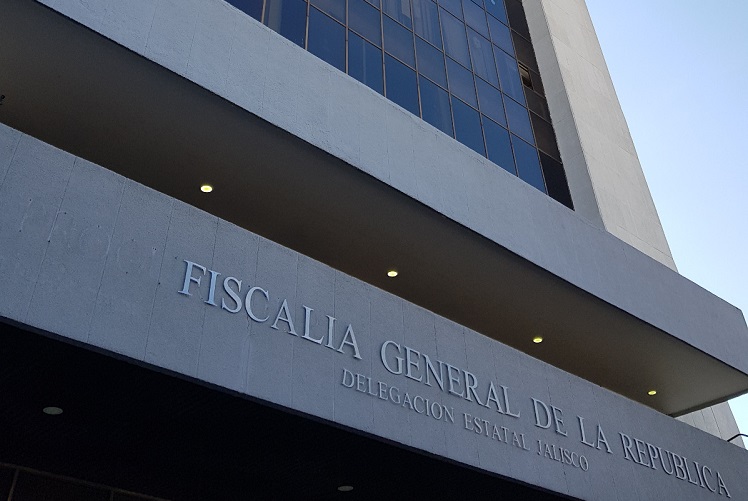 FISCALIA GENERAL DE LA REPUBLICA
DELEGACION ESTATAL JALISCO